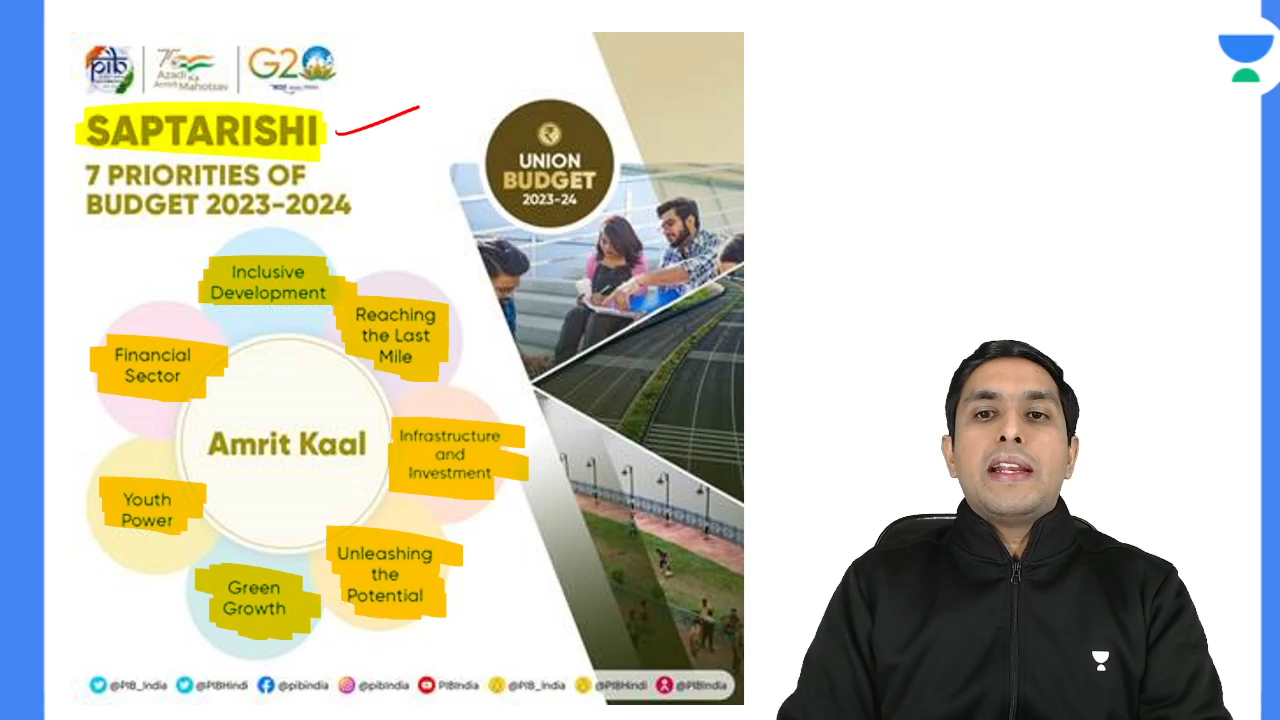 pib
75
Azadi Ka
Amrit Mahotsav
G20
SAPTARISHI
7 PRIORITIES OF
BUDGET 2023-2024
UNION
BUDGET
2023-24
Inclusive
Development
Reaching
the Last
Mile
Infrastructure
and
Investment
Unleashing
the
Potential
Green
Growth
Youth
Power
Financial
Sector
Amrit Kaal
@PIB_India @PIBHindi @pibindia @pibindia PIBIndia @PIB_India @PIBHindi @PIBIndia